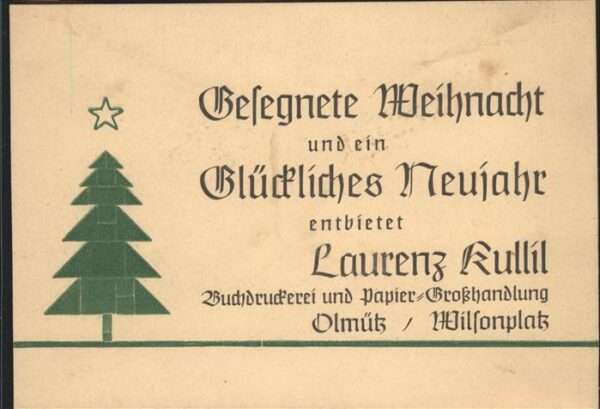 Gesegnete Weihnacht
und ein
Glückliches Neujahr
entbietet
Laurenz Kullil
Buchdruckerei und Papier-Großhandlung
Olmütz / Wilsonplatz